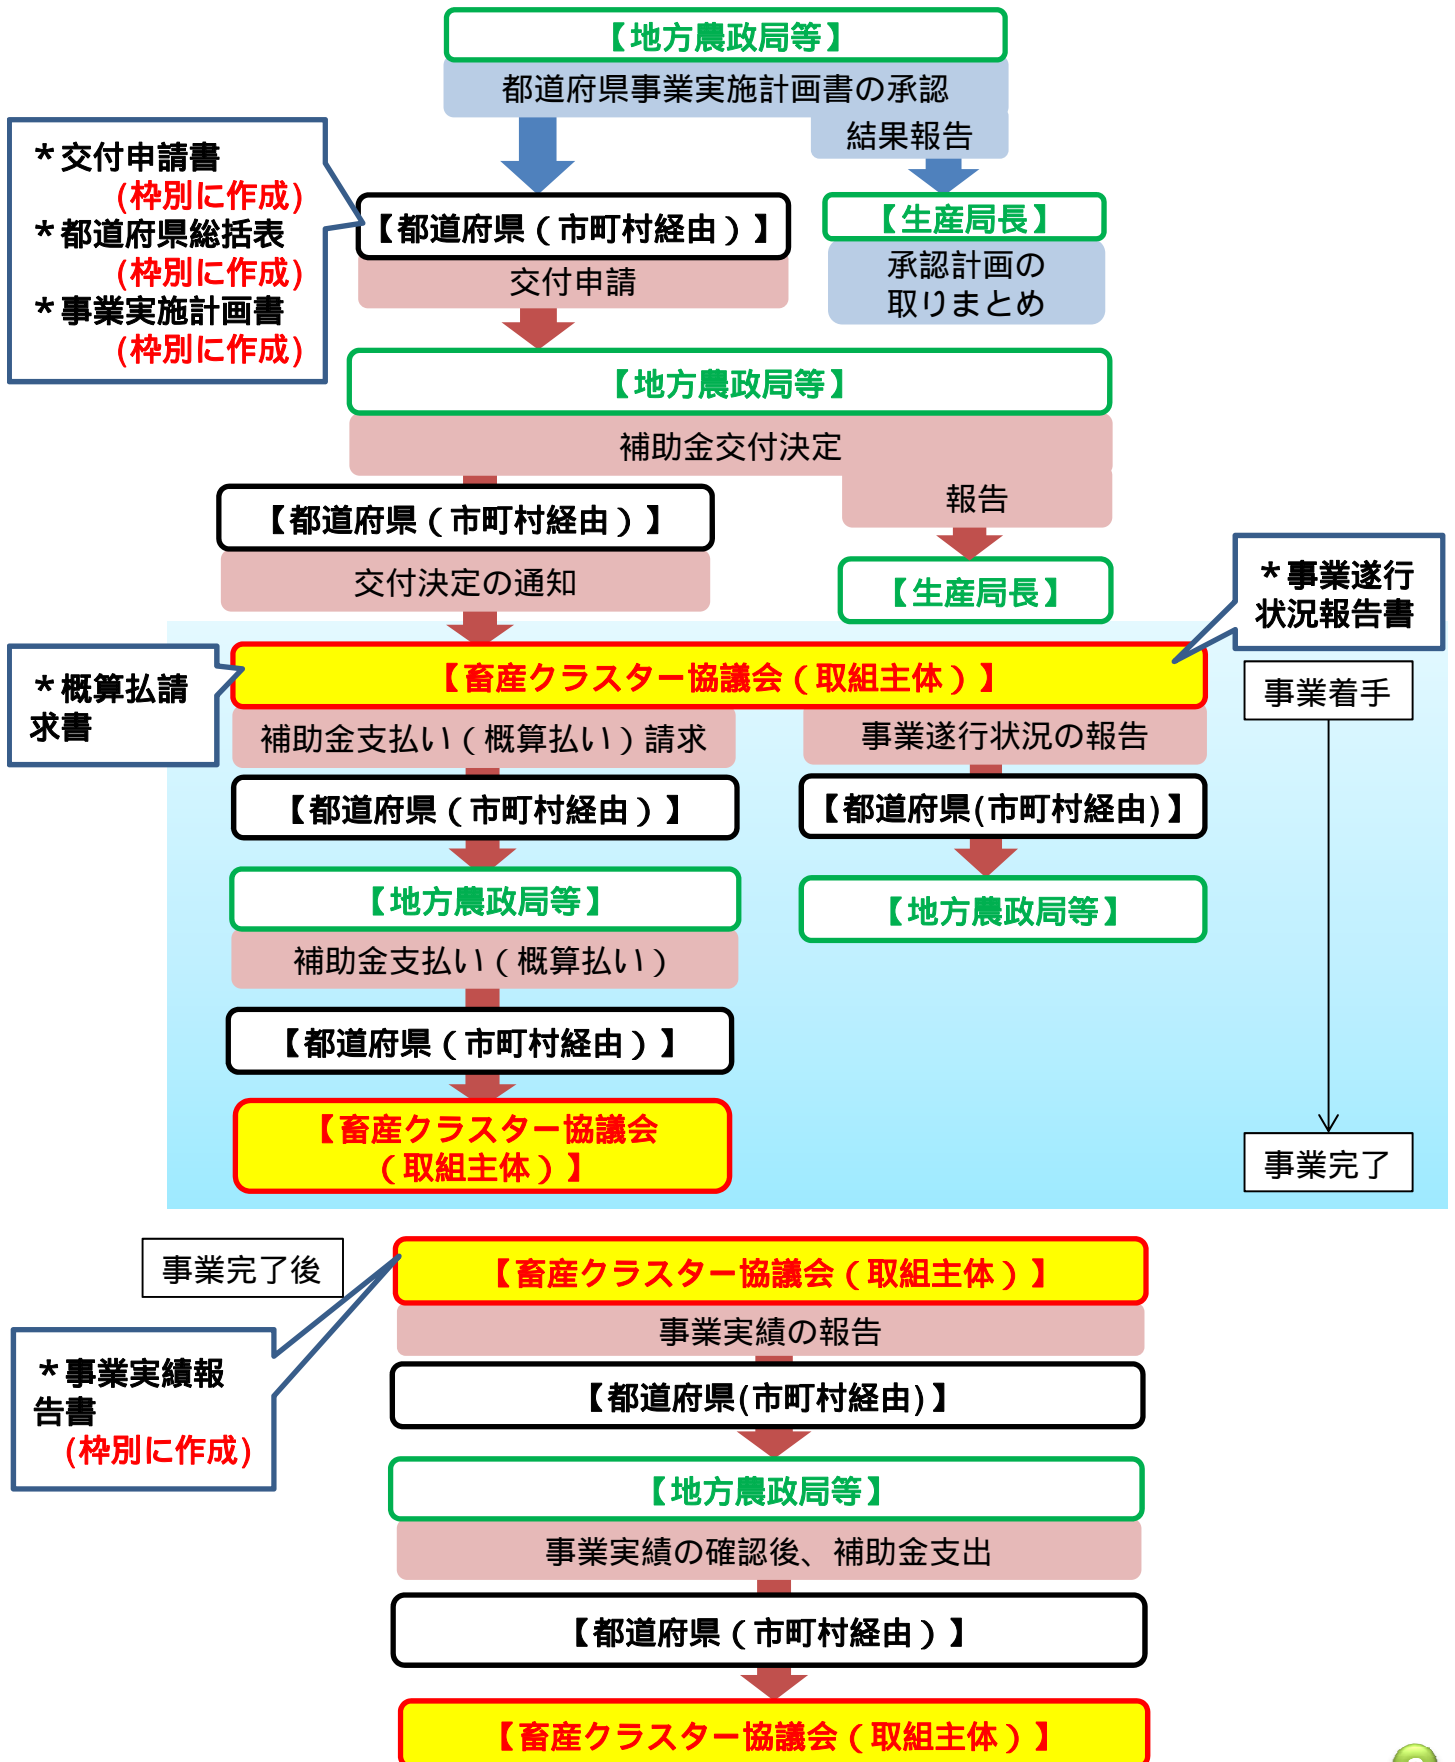 【地方農政局等】
都道府県事業実施計画書の承認
結果報告
＊交付申請書
(枠別に作成)
＊都道府県総括表
(枠別に作成)
＊事業実施計画書
(枠別に作成)
【都道府県（市町村経由）】
交付申請
【生産局長】
承認計画の
取りまとめ
【地方農政局等】
補助金交付決定
報告
【都道府県（市町村経由）】
交付決定の通知
【生産局長】
＊事業遂行
状況報告書
＊概算払請
求書
【畜産クラスター協議会（取組主体）】
事業着手
補助金支払い（概算払い）請求
事業遂行状況の報告
【都道府県（市町村経由）】
【都道府県(市町村経由)】
【地方農政局等】
【地方農政局等】
補助金支払い（概算払い）
【都道府県（市町村経由）】
【畜産クラスター協議会
（取組主体）】
事業完了
事業完了後
【畜産クラスター協議会（取組主体）】
事業実績の報告
＊事業実績報
告書
(枠別に作成)
【都道府県(市町村経由)】
【地方農政局等】
事業実績の確認後、補助金支出
【都道府県（市町村経由）】
【畜産クラスター協議会（取組主体）】